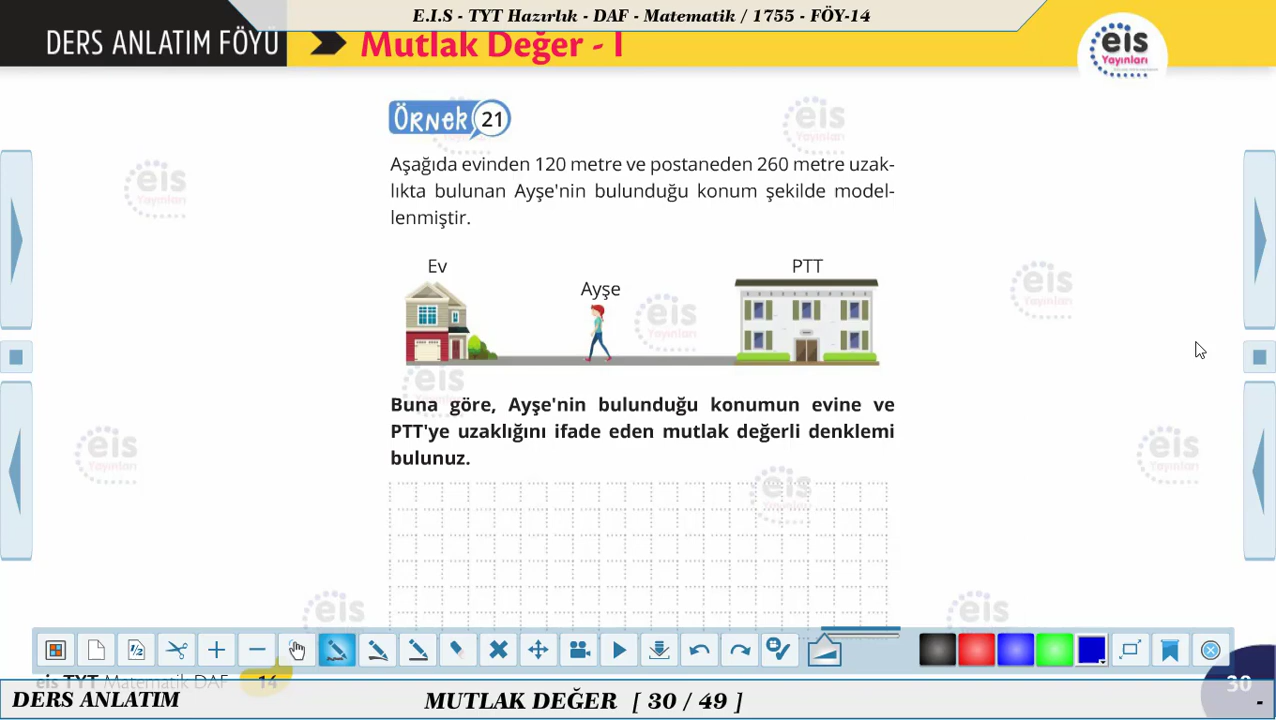 E.I.S - TYT Hazırlık - DAF - Matematik / 1755 - FÖY-14
DERS ANLATIM FÖYÜ
Mutlak Değer - I
eis
Yayınları
Örnek 21
Aşağıda evinden 120 metre ve postaneden 260 metre uzak-
lıkta bulunan Ayşe'nin bulunduğu konum şekilde model-
lenmiştir.
Ev
Ayşe
PTT
Buna göre, Ayşe'nin bulunduğu konumun evine ve
PTT'ye uzaklığını ifade eden mutlak değerli denklemi
bulunuz.
eis TYT Matematik DAF 14
30
DERS ANLATIM
MUTLAK DEĞER [ 30 / 49 ]
-